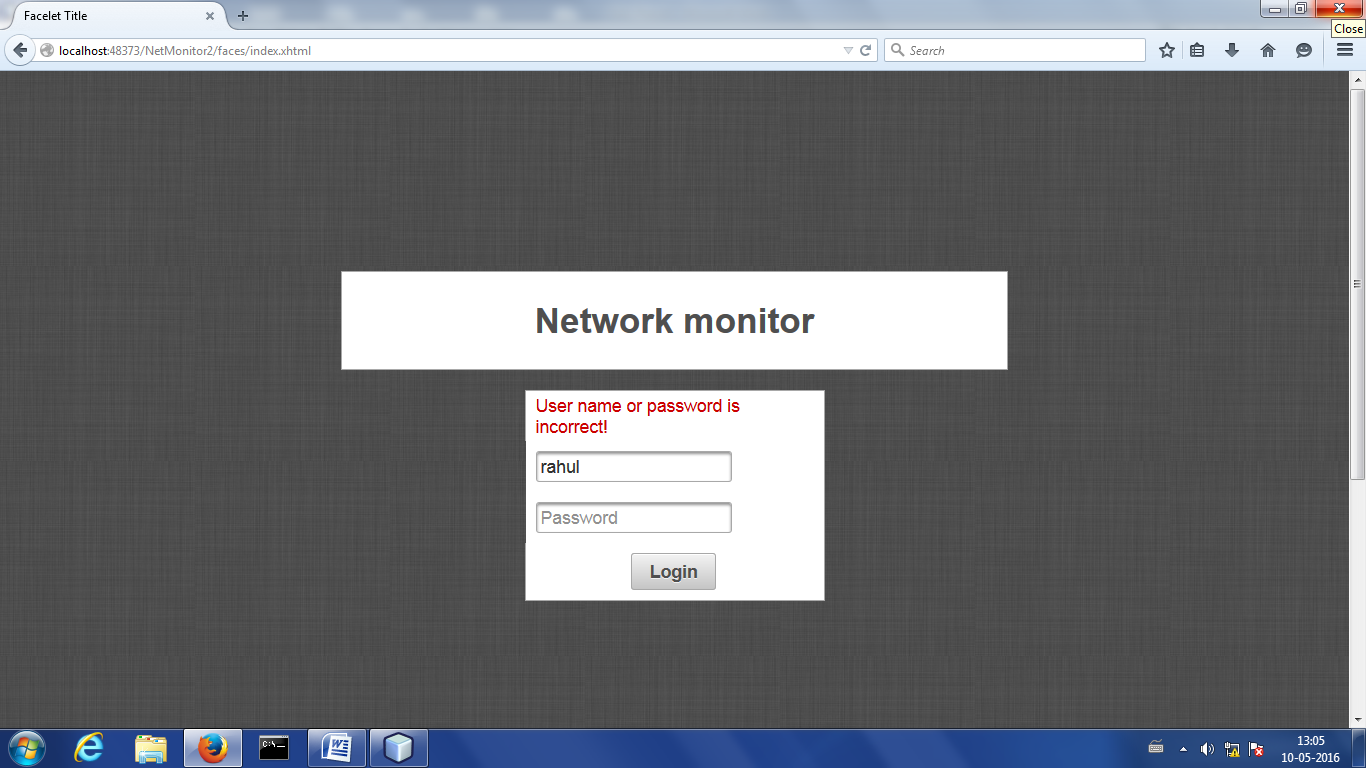 Facelet Title
Close
localhost:48373/NetMonitor2/faces/index.xhtml
Search
Network monitor
User name or password is
incorrect!
rahul
Password
Login
C:\
13:05
10-05-2016